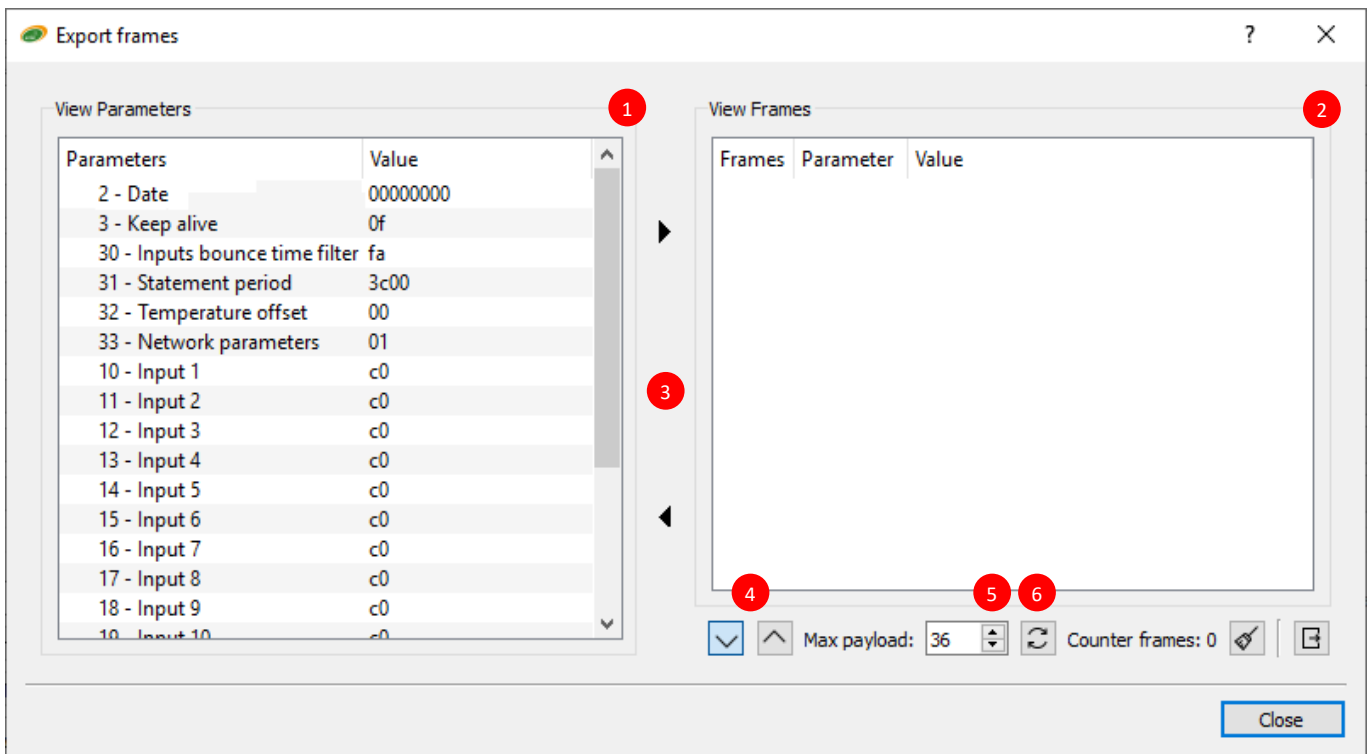 Export frames
?
View Parameters
1
View Frames
2
Parameters Value
Frames Parameter Value
2 - Date 00000000
3 - Keep alive 0f
30 - Inputs bounce time filter fa
31 - Statement period 3c00
32 - Temperature offset 00
33 - Network parameters 01
10 - Input 1 c0
3
11 - Input 2 c0
12 - Input 3 c0
13 - Input 4 c0
14 - Input 5 c0
15 - Input 6 c0
16 - Input 7 c0
17 - Input 8 c0
18 - Input 9 c0
19 - Input 10 c0
4
5
6
Max payload: 36 Counter frames: 0
Close